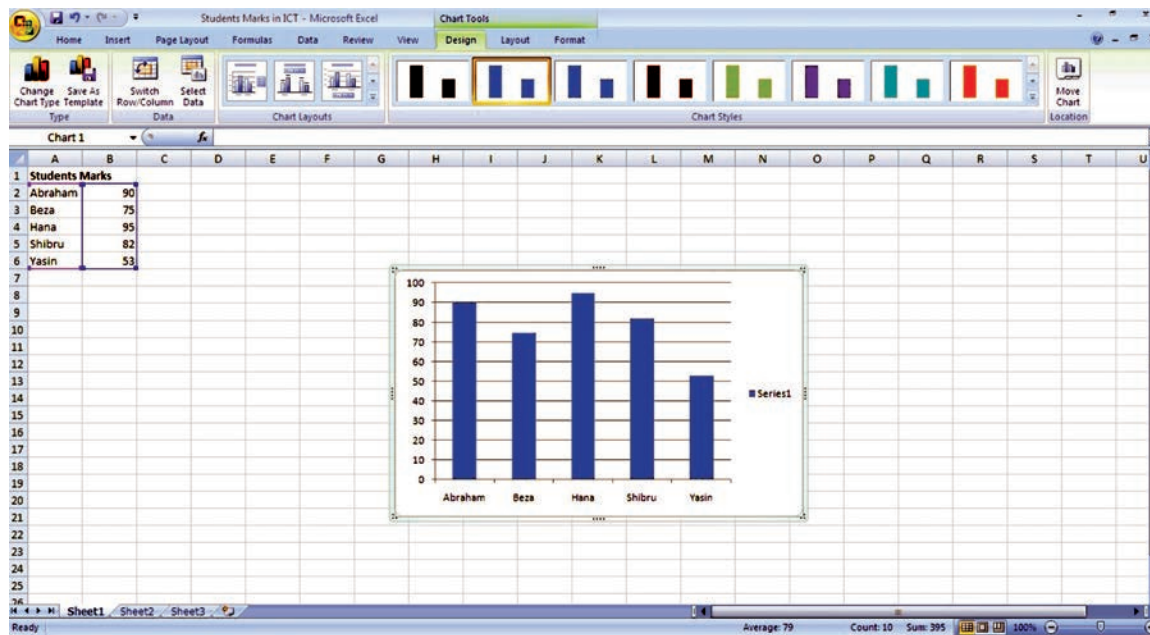 Students Marks in ICT - Microsoft Excel Chart Tools
Home Insert Page Layout Formulas Data Review View Design Layout Format
Change Chart Type Save As Template Switch Row/Column Select Data Move Chart
Type Data Chart Layouts Chart Styles Location
Chart 1 fx
A B C D E F G H I J K L M N O P Q R S T U
1 Students Marks
2 Abraham 90
3 Beza 75
4 Hana 95
5 Shibru 82
6 Yasin 53
7
8
9
10
11
12
13
14
15
16
17
18
19
20
21
22
23
24
25
26
100
90
80
70
60
50
40
30
20
10
0
Abraham Beza Hana Shibru Yasin
Series1
Sheet1 Sheet2 Sheet3
Ready Average: 79 Count: 10 Sum: 395 100%